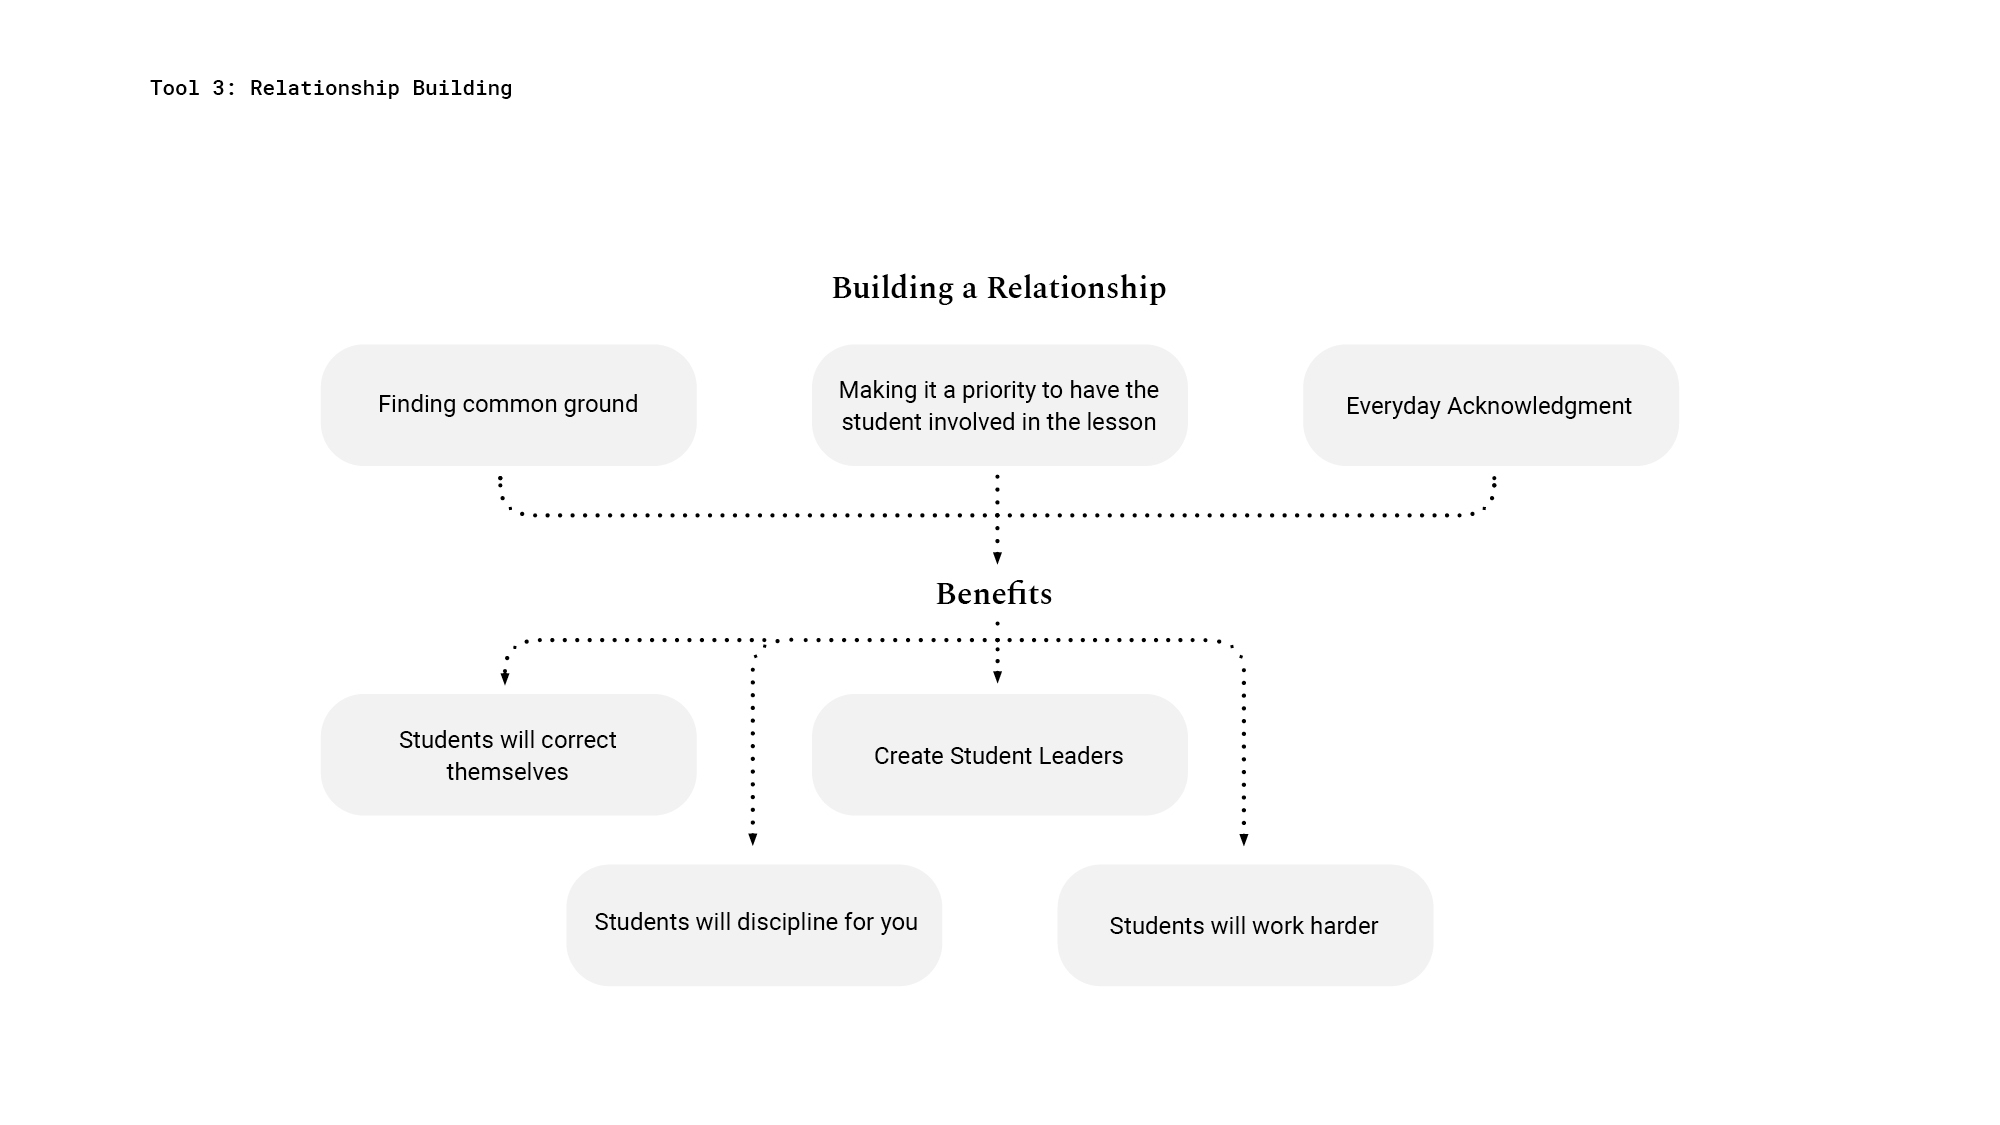 Tool 3: Relationship Building
Building a Relationship
Finding common ground
Making it a priority to have the
student involved in the lesson
Everyday Acknowledgment
Benefits
Students will correct
themselves
Create Student Leaders
Students will discipline for you
Students will work harder